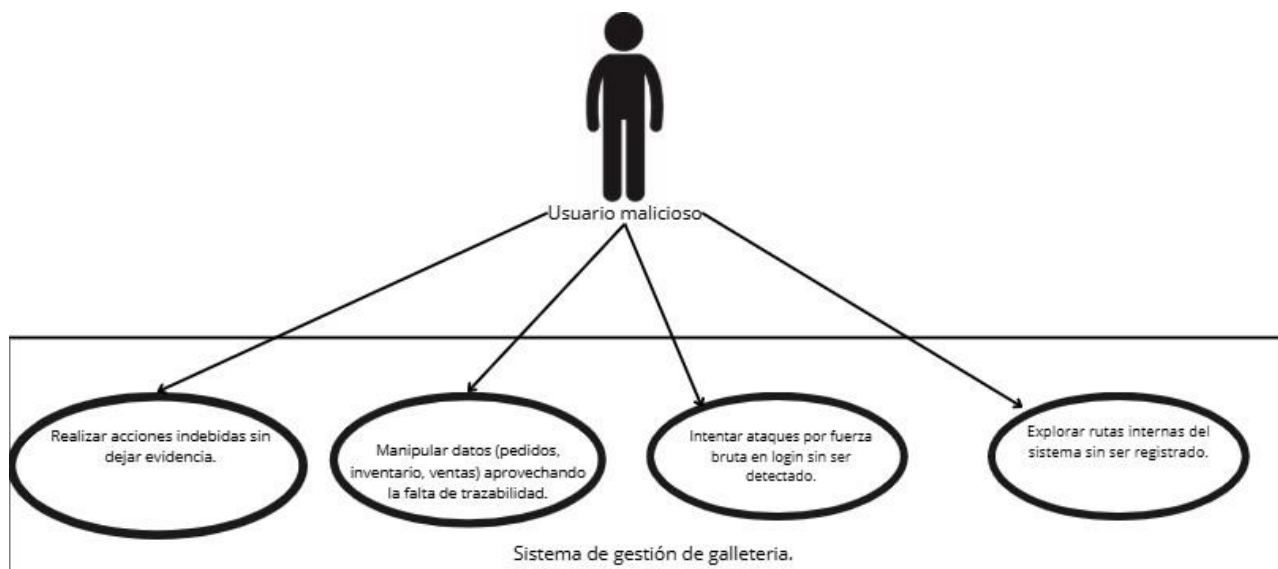 Usuario malicioso
Realizar acciones indebidas sin
dejar evidencia.
Manipular datos (pedidos,
inventario, ventas) aprovechando
la falta de trazabilidad.
Intentar ataques por fuerza
bruta en login sin ser
detectado.
Explorar rutas internas del
sistema sin ser registrado.
Sistema de gestión de galleteria.